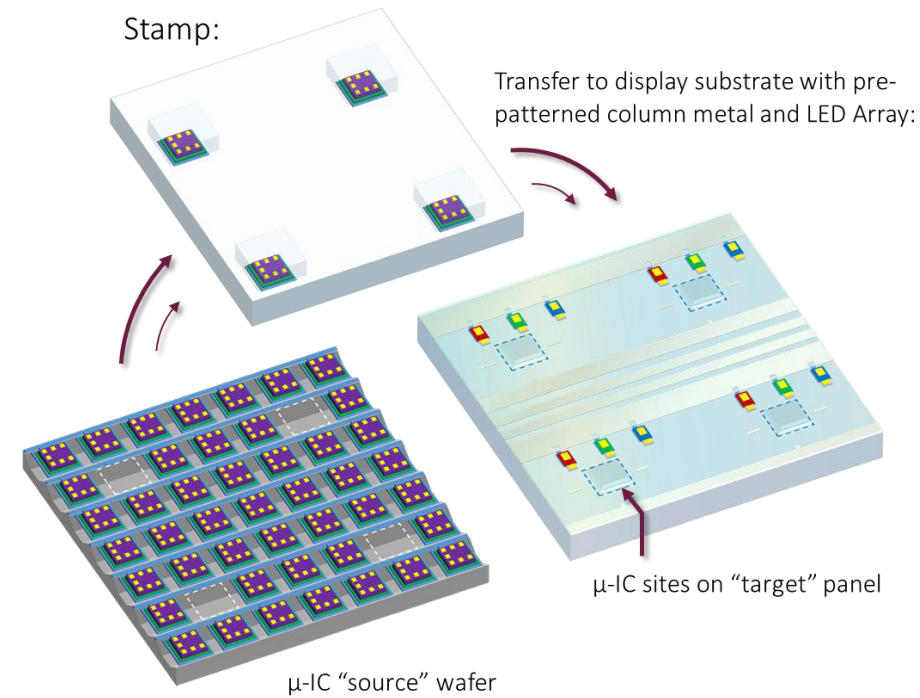 Stamp:
Transfer to display substrate with pre-
patterned column metal and LED Array:
μ-IC sites on “target” panel
μ-IC “source” wafer